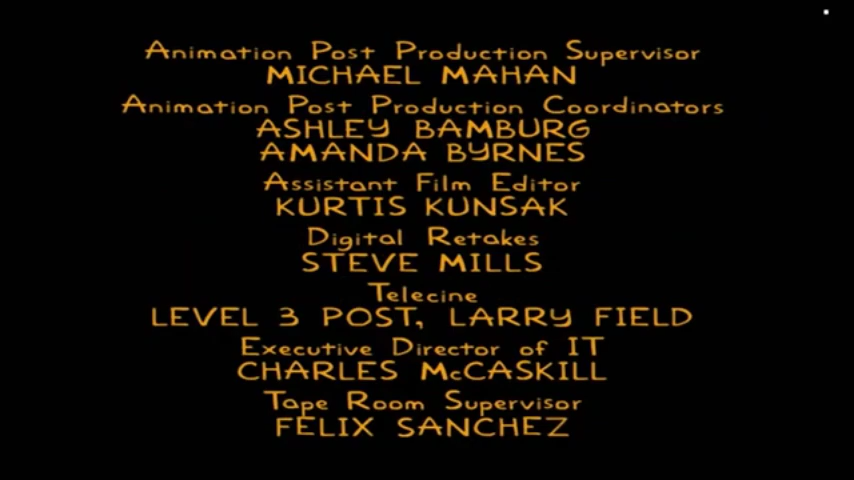 Animation Post Production Supervisor
MICHAEL MAHAN
Animation Post Production Coordinators
ASHLEY BAMBURG
AMANDA BYRNES
Assistant Film Editor
KURTIS KUNSAK
Digital Retakes
STEVE MILLS
Telecine
LEVEL 3 POST, LARRY FIELD
Executive Director of IT
CHARLES McCASKILL
Tape Room Supervisor
FELIX SANCHEZ